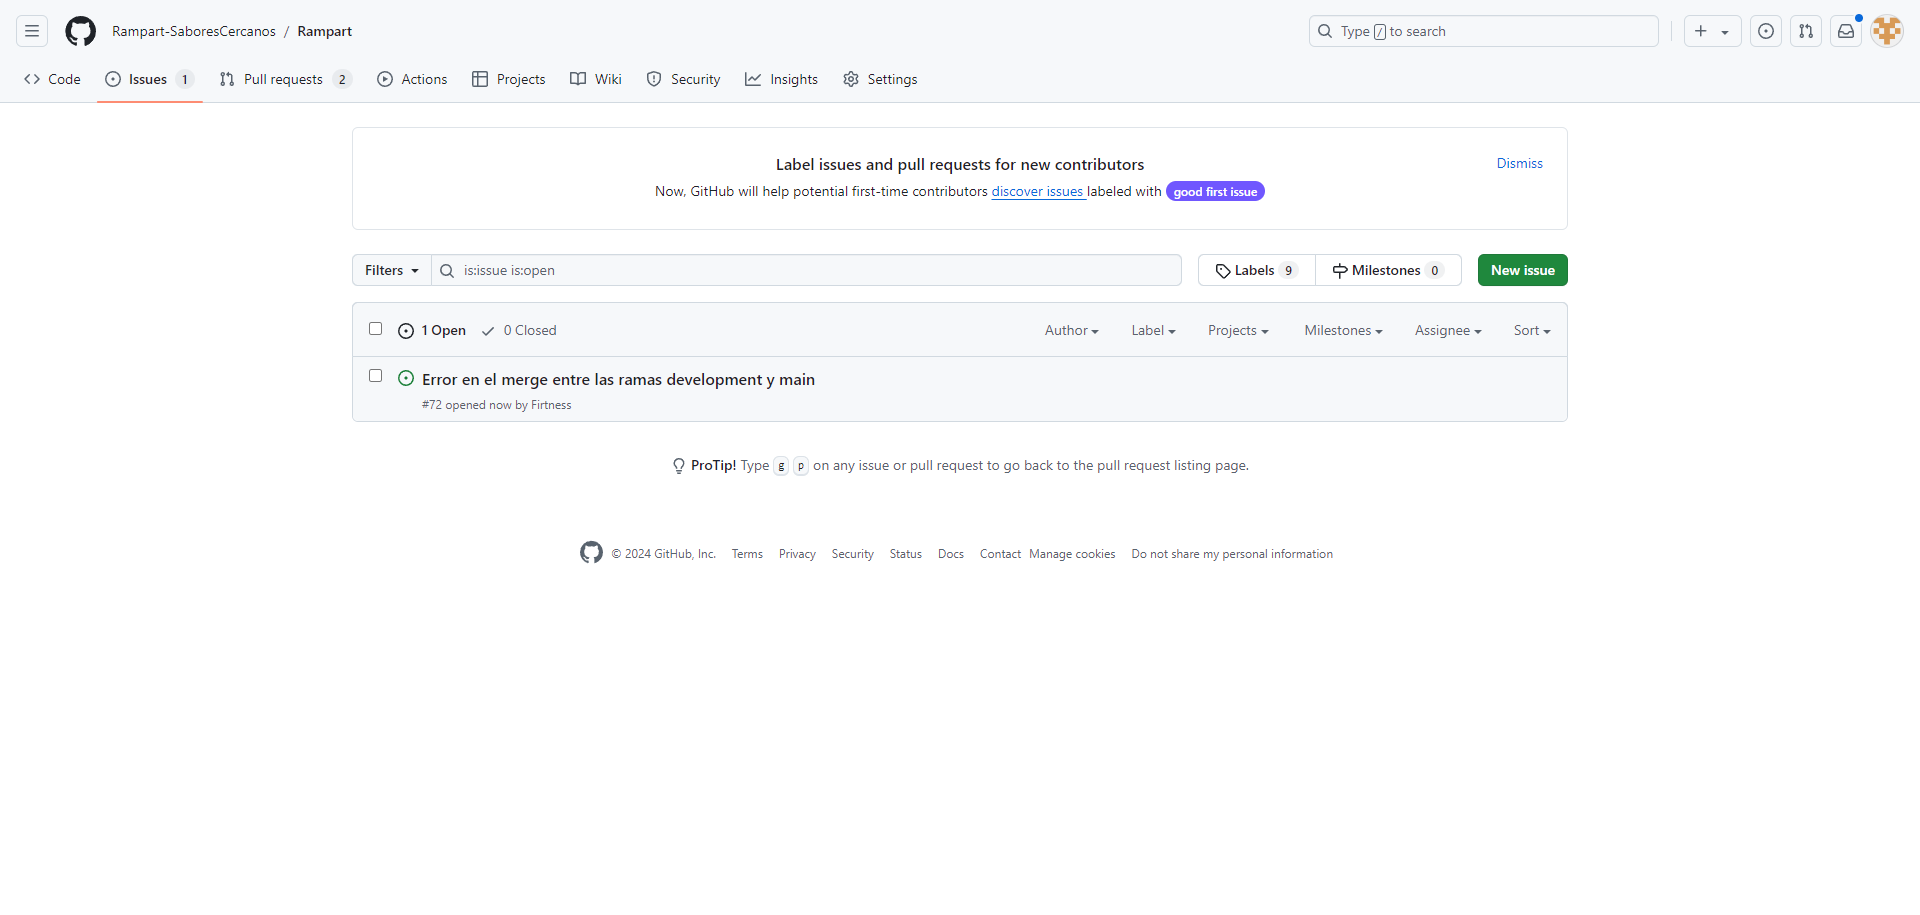 Rampart-SaboresCercanos / Rampart
Type / to search
Code
Issues 1
Pull requests 2
Actions
Projects
Wiki
Security
Insights
Settings
Label issues and pull requests for new contributors
Dismiss
Now, GitHub will help potential first-time contributors discover issues labeled with good first issue
Filters
is:issue is:open
Labels 9
Milestones 0
New issue
1 Open
0 Closed
Author
Label
Projects
Milestones
Assignee
Sort
Error en el merge entre las ramas development y main
#72 opened now by Firtness
ProTip! Type g p on any issue or pull request to go back to the pull request listing page.
© 2024 GitHub, Inc.
Terms
Privacy
Security
Status
Docs
Contact
Manage cookies
Do not share my personal information